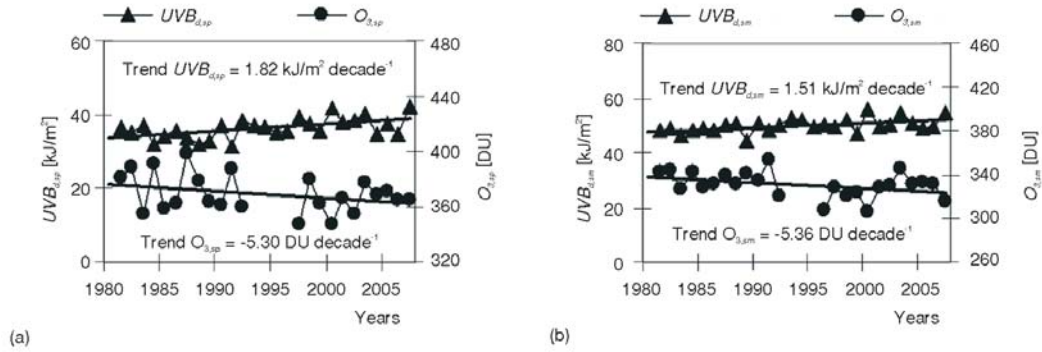 UVB_d,sp
O_3,sp
60
40
20
0
UVB_d,sp [kJ/m²]
480
440
400
360
320
O_3,sp [DU]
Trend UVB_d,sp = 1.82 kJ/m² decade⁻¹
Trend O_3,sp = -5.30 DU decade⁻¹
1980 1985 1990 1995 2000 2005
Years
(a)
UVB_d,sm
O_3,sm
80
60
40
20
0
UVB_d,sm [kJ/m²]
460
420
380
340
300
260
O_3,sm [DU]
Trend UVB_d,sm = 1.51 kJ/m² decade⁻¹
Trend O_3,sm = -5.36 DU decade⁻¹
1980 1985 1990 1995 2000 2005
Years
(b)